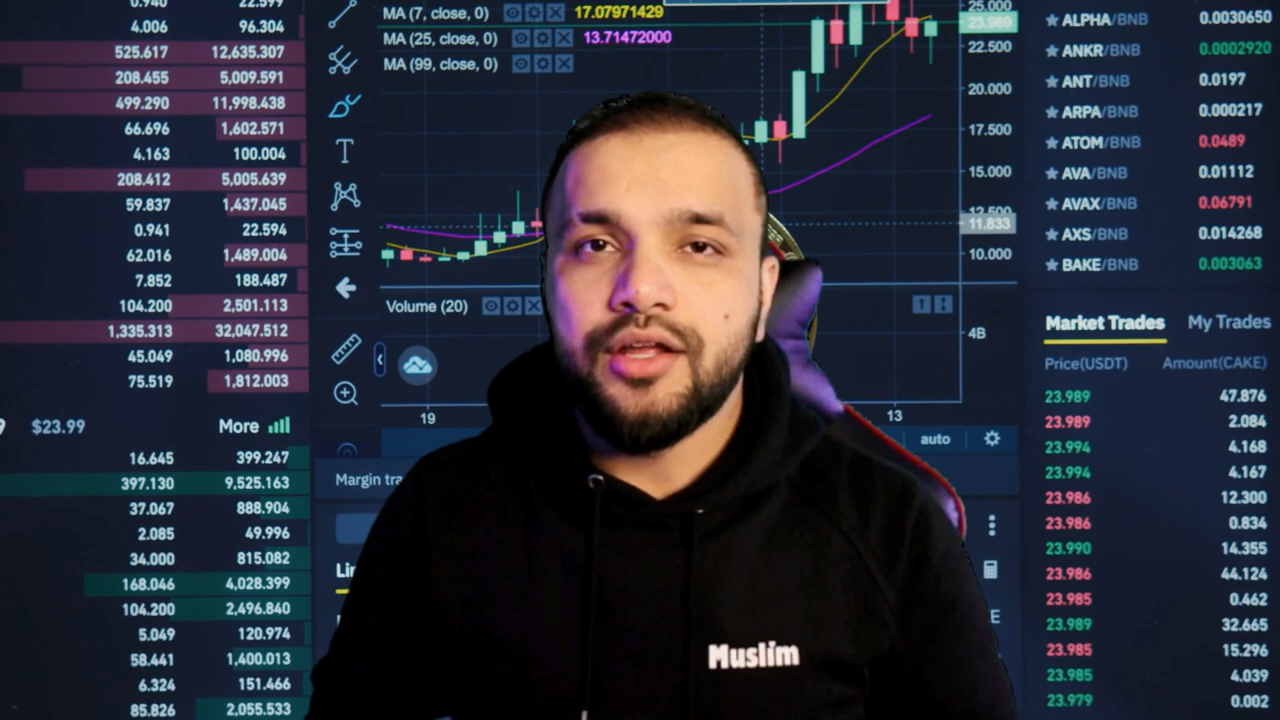 0.940 22.599
4.006 96.304
525.617 12,635.307
208.455 5,009.591
499.290 11,998.438
66.696 1,602.571
4.163 100.004
208.412 5,005.639
59.837 1,437.045
0.941 22.594
62.016 1,489.004
7.852 188.487
104.200 2,501.113
1,335.313 32,047.512
45.049 1,080.996
75.519 1,812.003
9 $23.99 More
16.645 399.247
397.130 9,525.163
37.067 888.904
2.085 49.996
34.000 815.082
168.046 4,028.399
104.200 2,496.840
5.049 120.974
58.441 1,400.013
6.324 151.466
85.826 2,055.533
MA (7, close, 0) 17.07971429
MA (25, close, 0) 13.71472000
MA (99, close, 0)
T
25.000
23.989
22.500
20.000
17.500
15.000
12.500
11.833
10.000
Volume (20)
4B
19 13
auto
Margin tra
Lir
E
Muslim
ALPHA/BNB 0.0030650
ANKR/BNB 0.0002920
ANT/BNB 0.0197
ARPA/BNB 0.000217
ATOM/BNB 0.0489
AVA/BNB 0.01112
AVAX/BNB 0.06791
AXS/BNB 0.014268
BAKE/BNB 0.003063
Market Trades My Trades
Price(USDT) Amount(CAKE)
23.989 47.876
23.989 2.084
23.994 4.168
23.994 4.167
23.986 12.300
23.986 0.834
23.990 14.355
23.986 44.124
23.985 0.462
23.989 32.665
23.985 15.296
23.985 4.039
23.979 0.002